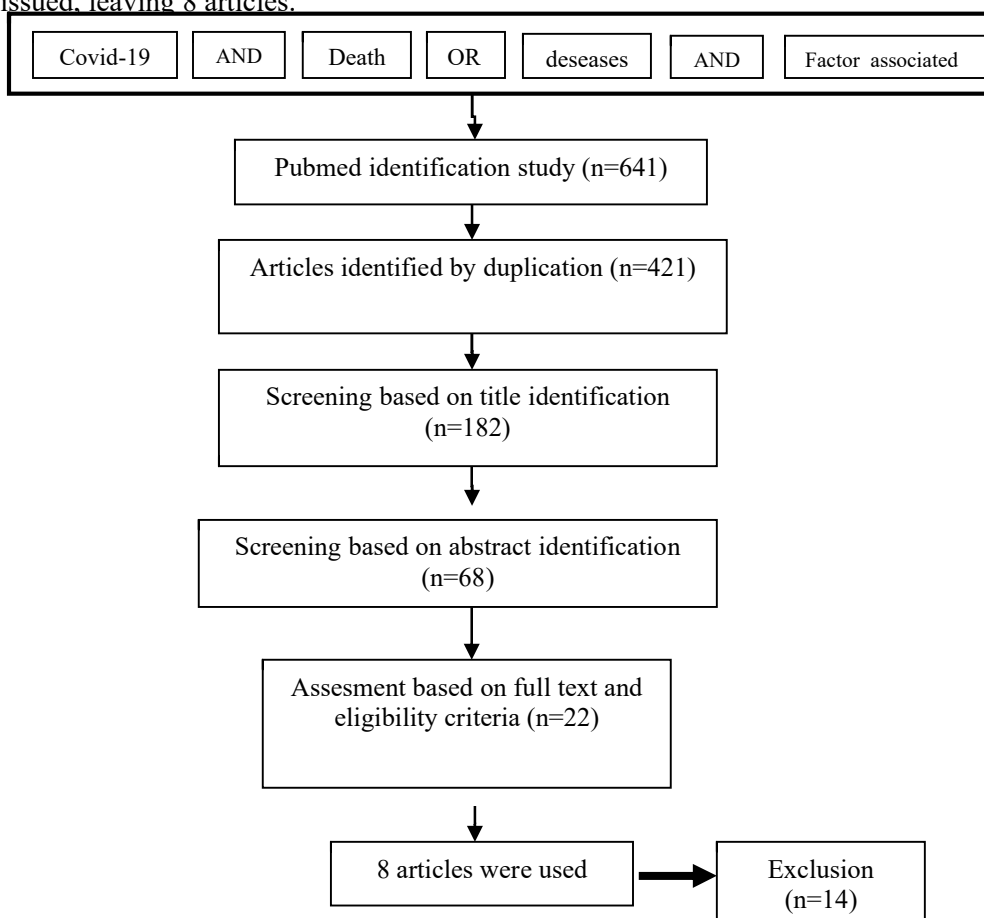 issued, leaving 8 articles.
Covid-19 AND Death OR deseases AND Factor associated
Pubmed identification study (n=641)
Articles identified by duplication (n=421)
Screening based on title identification
(n=182)
Screening based on abstract identification
(n=68)
Assesment based on full text and
eligibility criteria (n=22)
8 articles were used
Exclusion
(n=14)